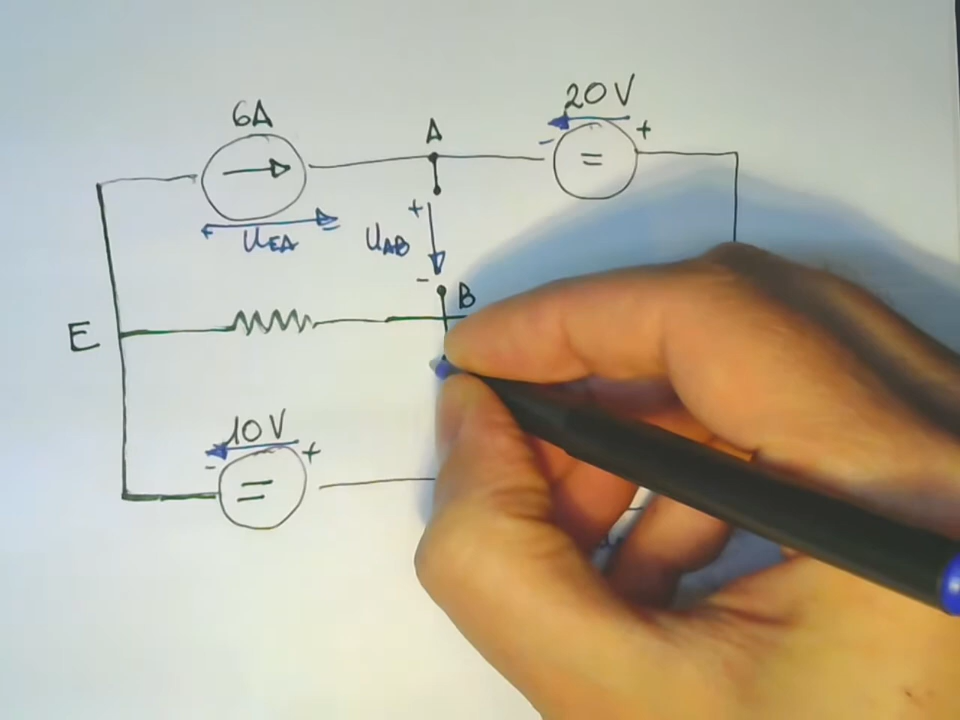 20V
6A
A
- +
=
+
UEA
=
UAB
-
B
E
10V
- +
=